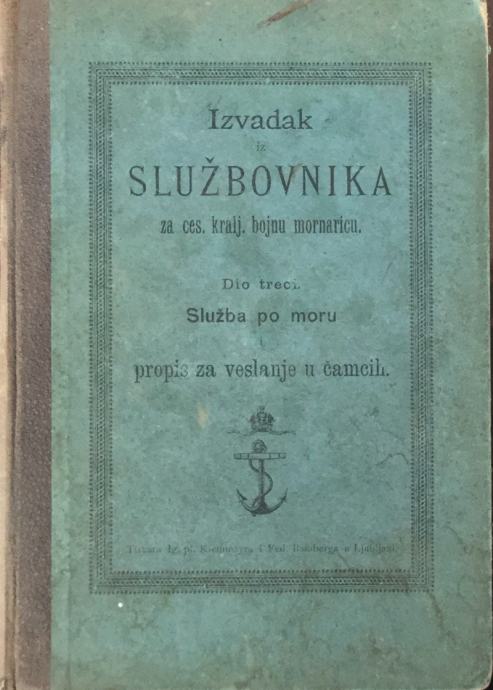 Izvadak
iz
SLUŽBOVNIKA
za ces. kralj. bojnu mornaricu.
Dio treći.
Služba po moru
i
propis za veslanje u čamcih.
Tiskara Ig. pl. Kleinmayra i Fed. Bamberga u Ljubljani.